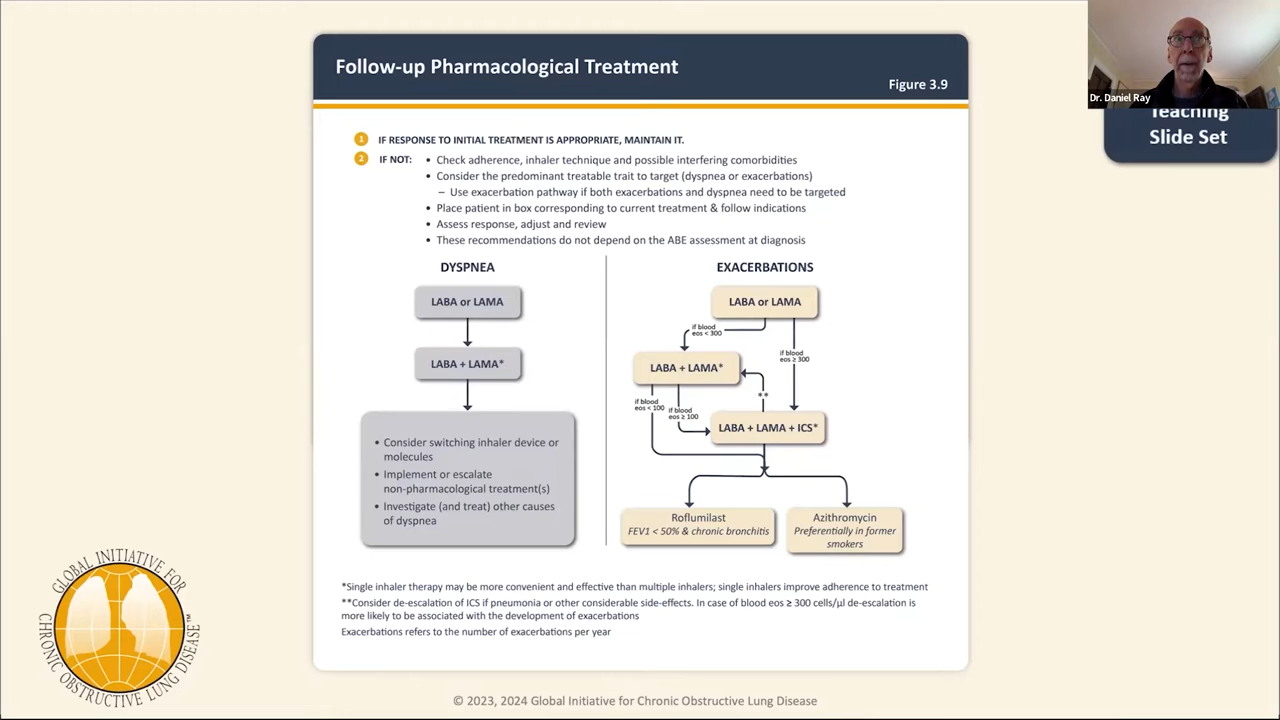 Dr. Daniel Ray
Teaching
Slide Set
Follow-up Pharmacological Treatment
Figure 3.9
1 IF RESPONSE TO INITIAL TREATMENT IS APPROPRIATE, MAINTAIN IT.
2 IF NOT: • Check adherence, inhaler technique and possible interfering comorbidities
• Consider the predominant treatable trait to target (dyspnea or exacerbations)
– Use exacerbation pathway if both exacerbations and dyspnea need to be targeted
• Place patient in box corresponding to current treatment & follow indications
• Assess response, adjust and review
• These recommendations do not depend on the ABE assessment at diagnosis
DYSPNEA
LABA or LAMA
LABA + LAMA*
• Consider switching inhaler device or
molecules
• Implement or escalate
non-pharmacological treatment(s)
• Investigate (and treat) other causes
of dyspnea
EXACERBATIONS
LABA or LAMA
if blood
eos < 300
if blood
eos ≥ 300
LABA + LAMA*
**
if blood
eos < 100
if blood
eos ≥ 100
LABA + LAMA + ICS*
Roflumilast
FEV1 < 50% & chronic bronchitis
Azithromycin
Preferentially in former
smokers
*Single inhaler therapy may be more convenient and effective than multiple inhalers; single inhalers improve adherence to treatment
**Consider de-escalation of ICS if pneumonia or other considerable side-effects. In case of blood eos ≥ 300 cells/µl de-escalation is
more likely to be associated with the development of exacerbations
Exacerbations refers to the number of exacerbations per year
GLOBAL INITIATIVE FOR
CHRONIC OBSTRUCTIVE LUNG DISEASE™
© 2023, 2024 Global Initiative for Chronic Obstructive Lung Disease